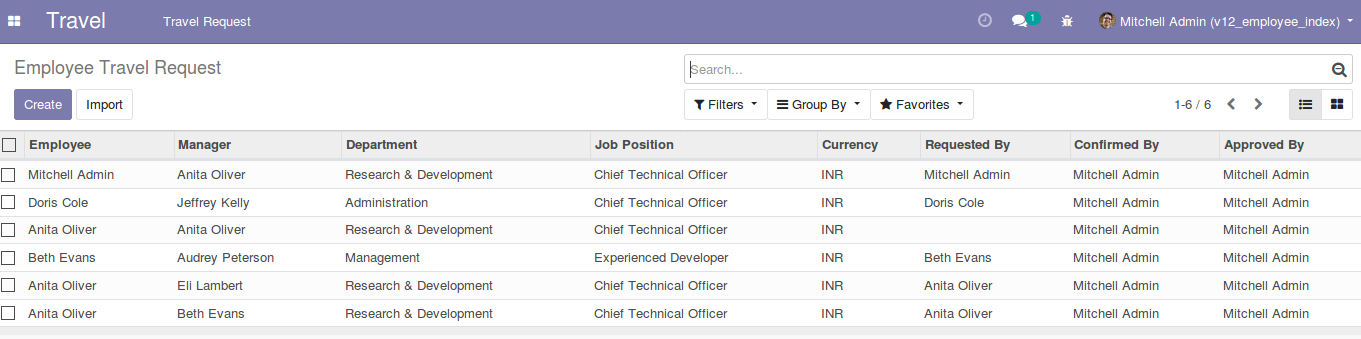 Travel Travel Request 1 Mitchell Admin (v12_employee_index)
Employee Travel Request Search...
Create Import Filters Group By Favorites 1-6 / 6
Employee Manager Department Job Position Currency Requested By Confirmed By Approved By
Mitchell Admin Anita Oliver Research & Development Chief Technical Officer INR Mitchell Admin Mitchell Admin Mitchell Admin
Doris Cole Jeffrey Kelly Administration Chief Technical Officer INR Doris Cole Mitchell Admin Mitchell Admin
Anita Oliver Anita Oliver Research & Development Chief Technical Officer INR Mitchell Admin Mitchell Admin
Beth Evans Audrey Peterson Management Experienced Developer INR Beth Evans Mitchell Admin Mitchell Admin
Anita Oliver Eli Lambert Research & Development Chief Technical Officer INR Anita Oliver Mitchell Admin Mitchell Admin
Anita Oliver Beth Evans Research & Development Chief Technical Officer INR Anita Oliver Mitchell Admin Mitchell Admin